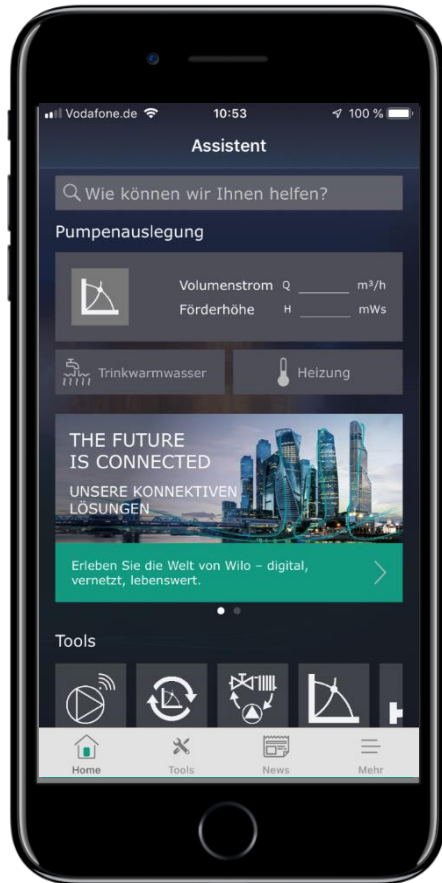 Vodafone.de 10:53 100 %
Assistent
Wie können wir Ihnen helfen?
Pumpenauslegung
Volumenstrom Q ______ m³/h
Förderhöhe H ______ mWs
Trinkwarmwasser Heizung
THE FUTURE
IS CONNECTED
UNSERE KONNEKTIVEN
LÖSUNGEN
Erleben Sie die Welt von Wilo – digital,
vernetzt, lebenswert.
Tools
Home Tools News Mehr